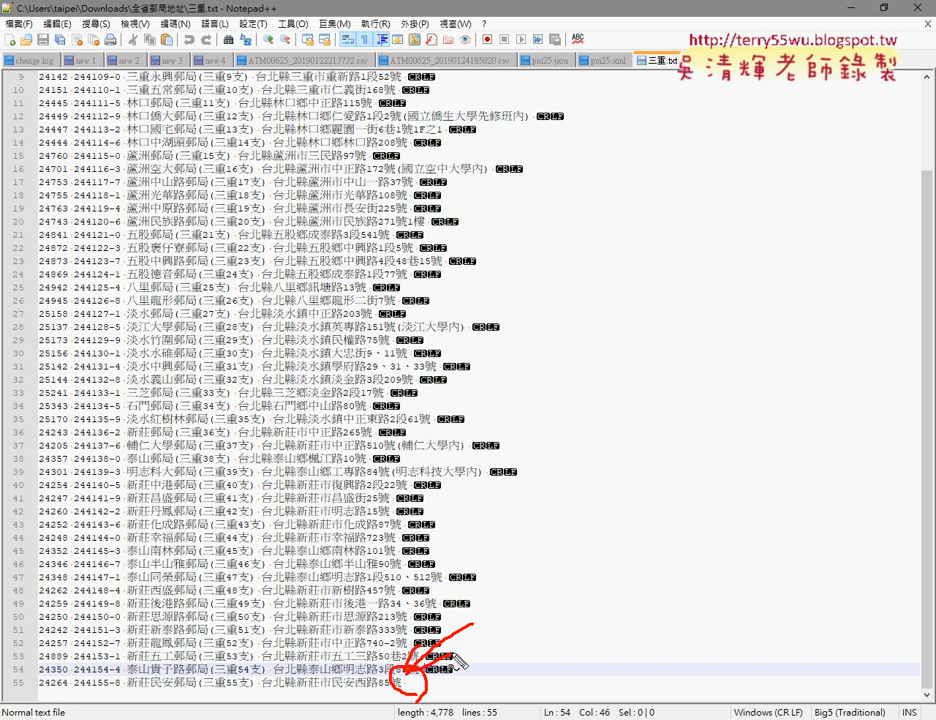 C:\Users\taipei\Downloads\全省郵局地址\三重.txt - Notepad++
檔案(F) 編輯(E) 搜尋(S) 檢視(V) 編碼(N) 語言(L) 設定(T) 工具(O) 巨集(M) 執行(R) 外掛(P) 視窗(W) ?
http://terry55wu.blogspot.tw
吳清輝老師錄製
change.log new 1 new 2 new 3 new 4 ATM00625_20190122213732.csv ATM00625_20190124185820.csv pm25.json pm25.xml 三重.txt
9 24142 244109-0 三重永興郵局(三重9支) 台北縣三重市重新路1段52號 CRLF
10 24151 244110-1 三重五常郵局(三重10支) 台北縣三重市仁義街168號 CRLF
11 24445 244111-5 林口郵局(三重11支) 台北縣林口鄉中正路115號 CRLF
12 24449 244112-9 林口僑大郵局(三重12支) 台北縣林口鄉仁愛路1段2號(國立僑生大學先修班內) CRLF
13 24447 244113-2 林口國宅郵局(三重13支) 台北縣林口鄉麗園一街6巷1號1F之1 CRLF
14 24444 244114-6 林口中湖頭郵局(三重14支) 台北縣林口鄉林口路208號 CRLF
15 24760 244115-0 蘆洲郵局(三重15支) 台北縣蘆洲市三民路97號 CRLF
16 24701 244116-3 蘆洲空大郵局(三重16支) 台北縣蘆洲市中正路172號(國立空中大學內) CRLF
17 24753 244117-7 蘆洲中山路郵局(三重17支) 台北縣蘆洲市中山一路37號 CRLF
18 24755 244118-1 蘆洲光華路郵局(三重18支) 台北縣蘆洲市光華路108號 CRLF
19 24763 244119-4 蘆洲中原路郵局(三重19支) 台北縣蘆洲市長安街225號 CRLF
20 24743 244120-6 蘆洲民族路郵局(三重20支) 台北縣蘆洲市民族路271號1樓 CRLF
21 24841 244121-0 五股郵局(三重21支) 台北縣五股鄉成泰路3段541號 CRLF
22 24872 244122-3 五股褒仔寮郵局(三重22支) 台北縣五股鄉中興路1段5號 CRLF
23 24873 244123-7 五股中興路郵局(三重23支) 台北縣五股鄉中興路4段48巷15號 CRLF
24 24869 244124-1 五股德音郵局(三重24支) 台北縣五股鄉成泰路1段77號 CRLF
25 24942 244125-4 八里郵局(三重25支) 台北縣八里鄉訊塘路13號 CRLF
26 24945 244126-8 八里龍形郵局(三重26支) 台北縣八里鄉龍形二街7號 CRLF
27 25158 244127-1 淡水郵局(三重27支) 台北縣淡水鎮中正路203號 CRLF
28 25137 244128-5 淡江大學郵局(三重28支) 台北縣淡水鎮英專路151號(淡江大學內) CRLF
29 25173 244129-9 淡水竹圍郵局(三重29支) 台北縣淡水鎮民權路75號 CRLF
30 25156 244130-1 淡水水碓郵局(三重30支) 台北縣淡水鎮大忠街9、11號 CRLF
31 25142 244131-4 淡水中興郵局(三重31支) 台北縣淡水鎮學府路29、31、33號 CRLF
32 25144 244132-8 淡水義山郵局(三重32支) 台北縣淡水鎮淡金路3段209號 CRLF
33 25241 244133-1 三芝郵局(三重33支) 台北縣三芝鄉淡金路2段17號 CRLF
34 25343 244134-5 石門郵局(三重34支) 台北縣石門鄉中山路80號 CRLF
35 25170 244135-9 淡水紅樹林郵局(三重35支) 台北縣淡水鎮中正東路2段61號 CRLF
36 24243 244136-2 新莊郵局(三重36支) 台北縣新莊市中正路265號 CRLF
37 24205 244137-6 輔仁大學郵局(三重37支) 台北縣新莊市中正路510號(輔仁大學內) CRLF
38 24357 244138-0 泰山郵局(三重38支) 台北縣泰山鄉楓江路10號 CRLF
39 24301 244139-3 明志科大郵局(三重39支) 台北縣泰山鄉工專路84號(明志科技大學內) CRLF
40 24254 244140-5 新莊中港郵局(三重40支) 台北縣新莊市復興路2段22號 CRLF
41 24247 244141-9 新莊昌盛郵局(三重41支) 台北縣新莊市昌盛街25號 CRLF
42 24260 244142-2 新莊丹鳳郵局(三重42支) 台北縣新莊市明志路15號 CRLF
43 24252 244143-6 新莊化成路郵局(三重43支) 台北縣新莊市化成路87號 CRLF
44 24268 244144-0 新莊幸福郵局(三重44支) 台北縣新莊市幸福路723號 CRLF
45 24352 244145-3 泰山南林郵局(三重45支) 台北縣泰山鄉南林路101號 CRLF
46 24346 244146-7 泰山半山雅郵局(三重46支) 台北縣泰山鄉半山雅90號 CRLF
47 24348 244147-1 泰山同榮郵局(三重47支) 台北縣泰山鄉明志路1段510、512號 CRLF
48 24262 244148-4 新莊西盛郵局(三重48支) 台北縣新莊市新樹路457號 CRLF
49 24259 244149-8 新莊後港路郵局(三重49支) 台北縣新莊市後港一路34、36號 CRLF
50 24250 244150-0 新莊思源路郵局(三重50支) 台北縣新莊市思源路213號 CRLF
51 24242 244151-3 新莊新泰路郵局(三重51支) 台北縣新莊市新泰路333號 CRLF
52 24257 244152-7 新莊龍鳳郵局(三重52支) 台北縣新莊市中正路740-2號 CRLF
53 24889 244153-1 新莊五工郵局(三重53支) 台北縣新莊市五工三路50巷2號 CRLF
54 24350 244154-4 泰山貴子路郵局(三重54支) 台北縣泰山鄉明志路3段 CRLF
55 24264 244155-8 新莊民安郵局(三重55支) 台北縣新莊市民安西路85號
Normal text file length : 4,778 lines : 55 Ln : 54 Col : 46 Sel : 0 | 0 Windows (CR LF) Big5 (Traditional) INS